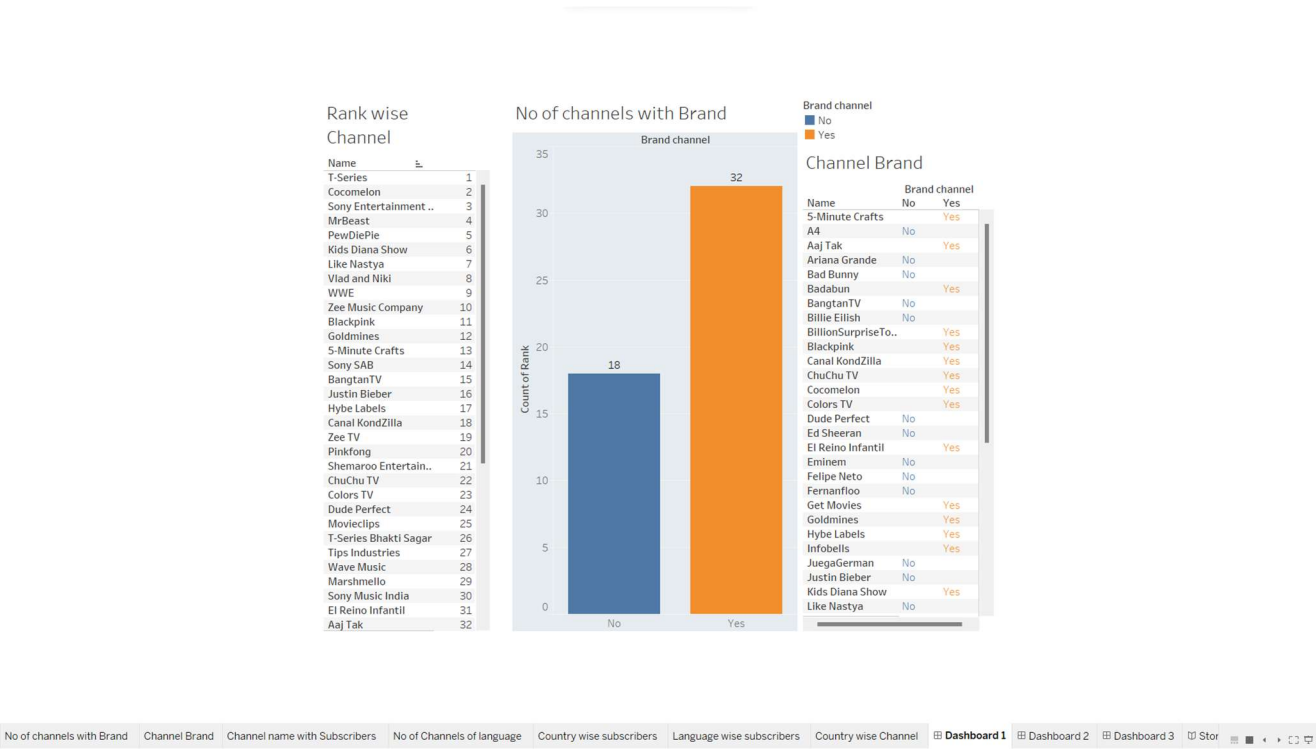 Rank wise
Channel
Name
T-Series 1
Cocomelon 2
Sony Entertainment .. 3
MrBeast 4
PewDiePie 5
Kids Diana Show 6
Like Nastya 7
Vlad and Niki 8
WWE 9
Zee Music Company 10
Blackpink 11
Goldmines 12
5-Minute Crafts 13
Sony SAB 14
BangtanTV 15
Justin Bieber 16
Hybe Labels 17
Canal KondZilla 18
Zee TV 19
Pinkfong 20
Shemaroo Entertain.. 21
ChuChu TV 22
Colors TV 23
Dude Perfect 24
Movieclips 25
T-Series Bhakti Sagar 26
Tips Industries 27
Wave Music 28
Marshmello 29
Sony Music India 30
El Reino Infantil 31
Aaj Tak 32
No of channels with Brand
Brand channel
35
30
25
20
15
10
5
0
Count of Rank
18
32
No Yes
Brand channel
No
Yes
Channel Brand
Brand channel
Name No Yes
5-Minute Crafts Yes
A4 No
Aaj Tak Yes
Ariana Grande No
Bad Bunny No
Badabun Yes
BangtanTV No
Billie Eilish No
BillionSurpriseTo.. Yes
Blackpink Yes
Canal KondZilla Yes
ChuChu TV Yes
Cocomelon Yes
Colors TV Yes
Dude Perfect No
Ed Sheeran No
El Reino Infantil Yes
Eminem No
Felipe Neto No
Fernanfloo No
Get Movies Yes
Goldmines Yes
Hybe Labels Yes
Infobells Yes
JuegaGerman No
Justin Bieber No
Kids Diana Show Yes
Like Nastya No
No of channels with Brand Channel Brand Channel name with Subscribers No of Channels of language Country wise subscribers Language wise subscribers Country wise Channel Dashboard 1 Dashboard 2 Dashboard 3 Stor